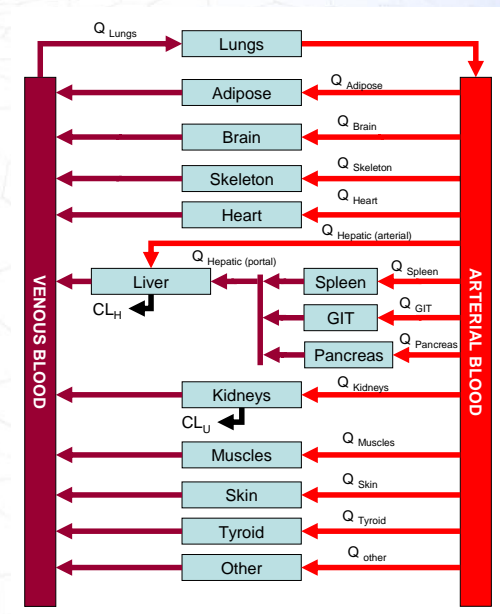 Q Lungs
Lungs
Q Adipose
Adipose
Q Brain
Brain
Q Skeleton
Skeleton
Q Heart
Heart
Q Hepatic (arterial)
Q Hepatic (portal)
Liver
CLH
Q Spleen
Spleen
Q GIT
GIT
Q Pancreas
Pancreas
VENOUS BLOOD
ARTERIAL BLOOD
Q Kidneys
Kidneys
CLU
Q Muscles
Muscles
Q Skin
Skin
Q Tyroid
Tyroid
Q other
Other